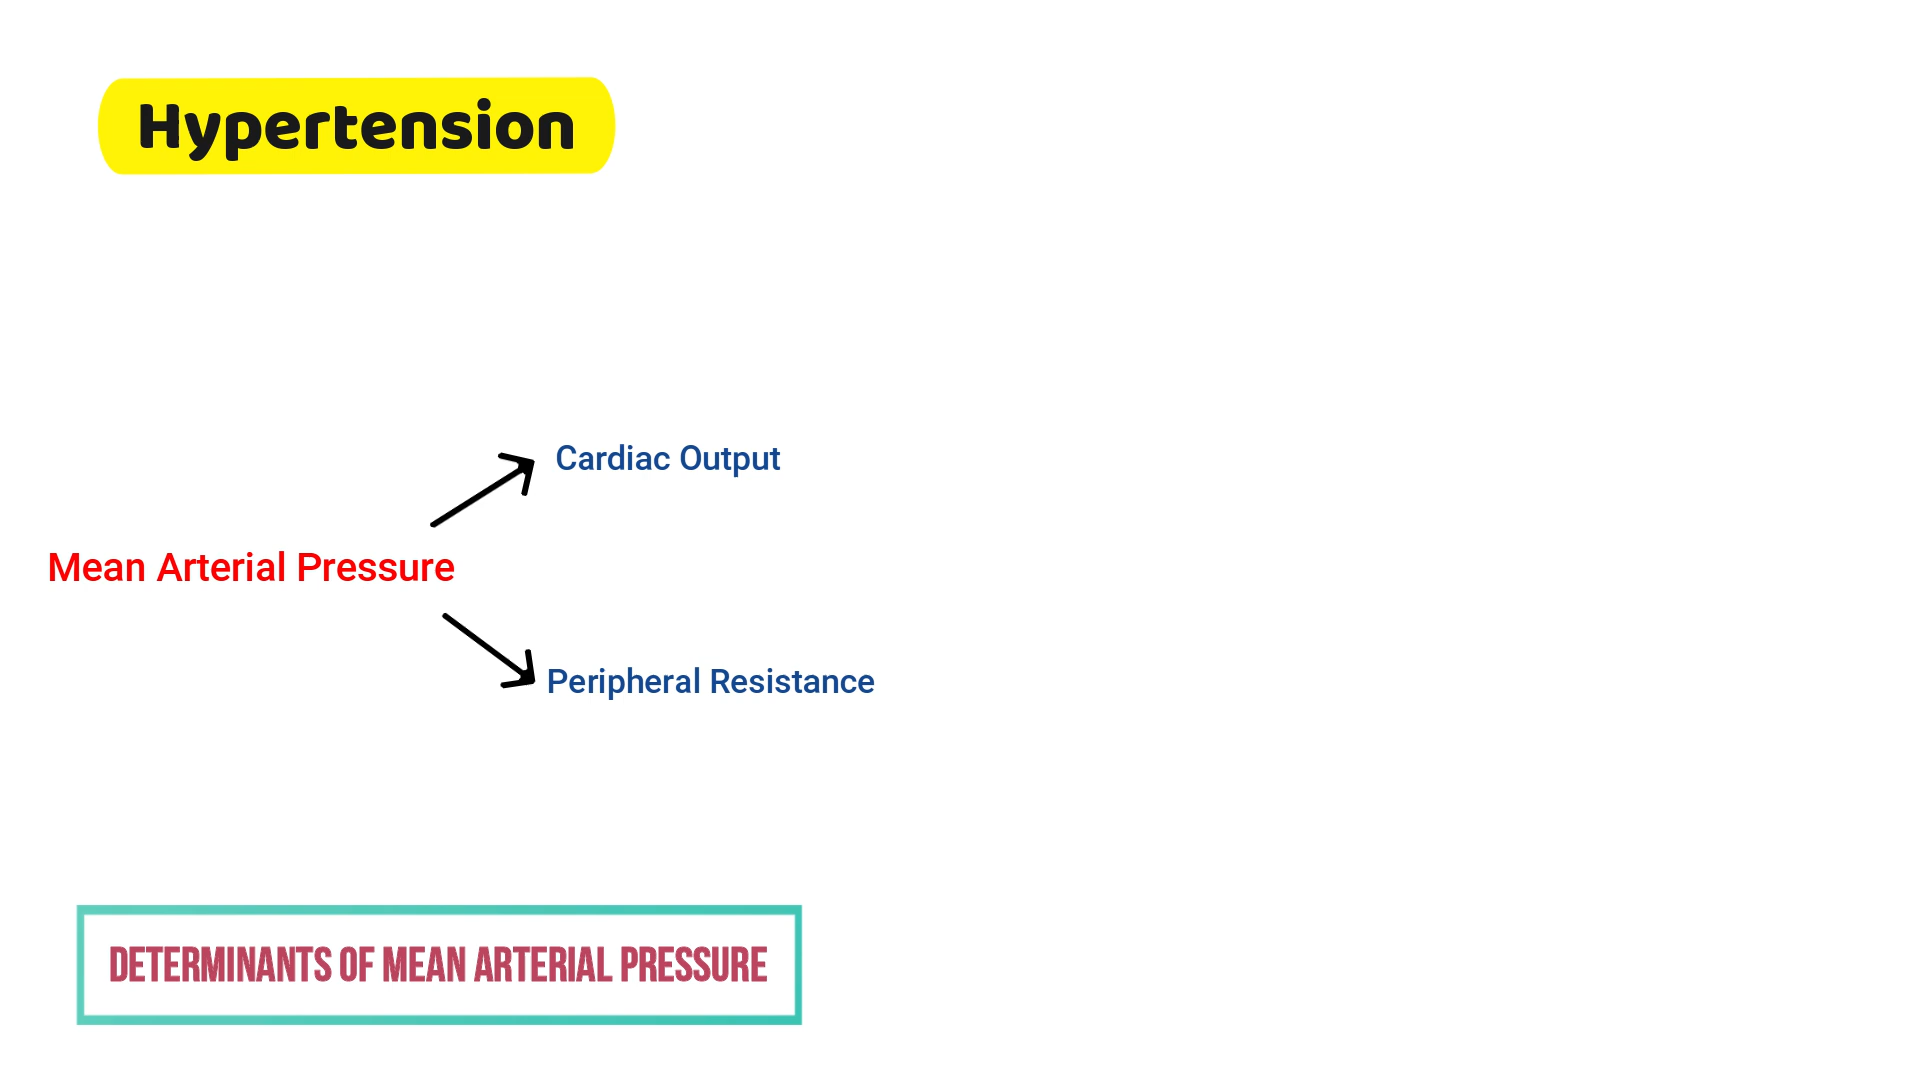 Hypertension
Cardiac Output
Mean Arterial Pressure
Peripheral Resistance
DETERMINANTS OF MEAN ARTERIAL PRESSURE